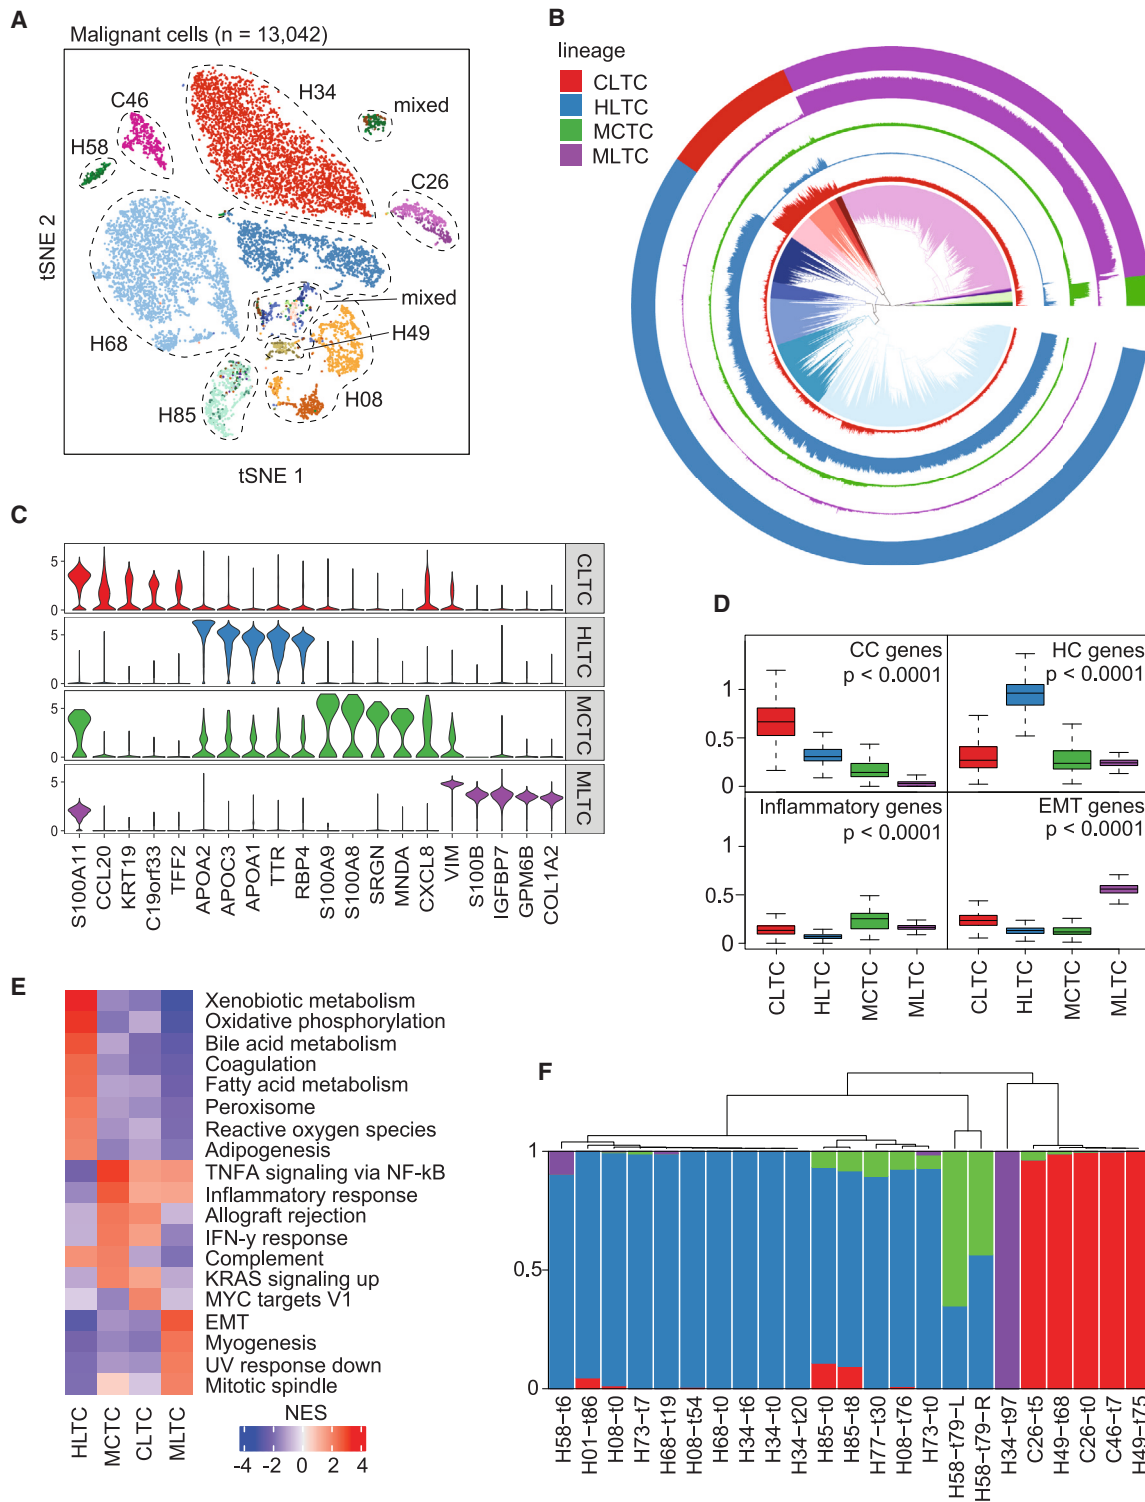 A
Malignant cells (n = 13,042)
H34
mixed
C46
H58
C26
mixed
H49
H68
H85
H08
tSNE 2
tSNE 1
B
lineage
CLTC
HLTC
MCTC
MLTC
C
5
0
CLTC
5
0
HLTC
5
0
MCTC
5
0
MLTC
S100A11
CCL20
KRT19
C19orf33
TFF2
APOA2
APOC3
APOA1
TTR
RBP4
S100A9
S100A8
SRGN
MNDA
CXCL8
VIM
S100B
IGFBP7
GPM6B
COL1A2
D
CC genes
p < 0.0001
HC genes
p < 0.0001
1
0.5
0
Inflammatory genes
p < 0.0001
EMT genes
p < 0.0001
1
0.5
0
CLTC
HLTC
MCTC
MLTC
CLTC
HLTC
MCTC
MLTC
E
Xenobiotic metabolism
Oxidative phosphorylation
Bile acid metabolism
Coagulation
Fatty acid metabolism
Peroxisome
Reactive oxygen species
Adipogenesis
TNFA signaling via NF-kB
Inflammatory response
Allograft rejection
IFN-y response
Complement
KRAS signaling up
MYC targets V1
EMT
Myogenesis
UV response down
Mitotic spindle
HLTC
MCTC
CLTC
MLTC
NES
-4 -2 0 2 4
F
1
0.5
0
H58-t6
H01-t86
H08-t0
H73-t7
H68-t19
H08-t54
H68-t0
H34-t6
H34-t0
H34-t20
H85-t0
H85-t8
H77-t30
H08-t76
H73-t0
H58-t79-L
H58-t79-R
H34-t97
C26-t5
H49-t68
C26-t0
C46-t7
H49-t75